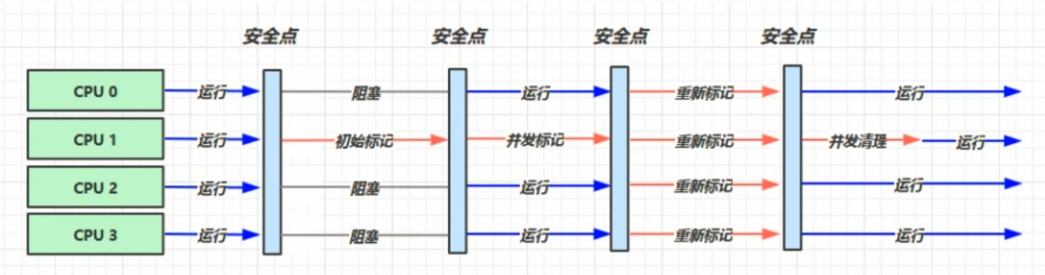 安全点 安全点 安全点 安全点
CPU 0 运行 阻塞 运行 重新标记 运行
CPU 1 运行 初始标记 并发标记 重新标记 并发清理 运行
CPU 2 运行 阻塞 运行 重新标记 运行
CPU 3 运行 阻塞 运行 重新标记 运行